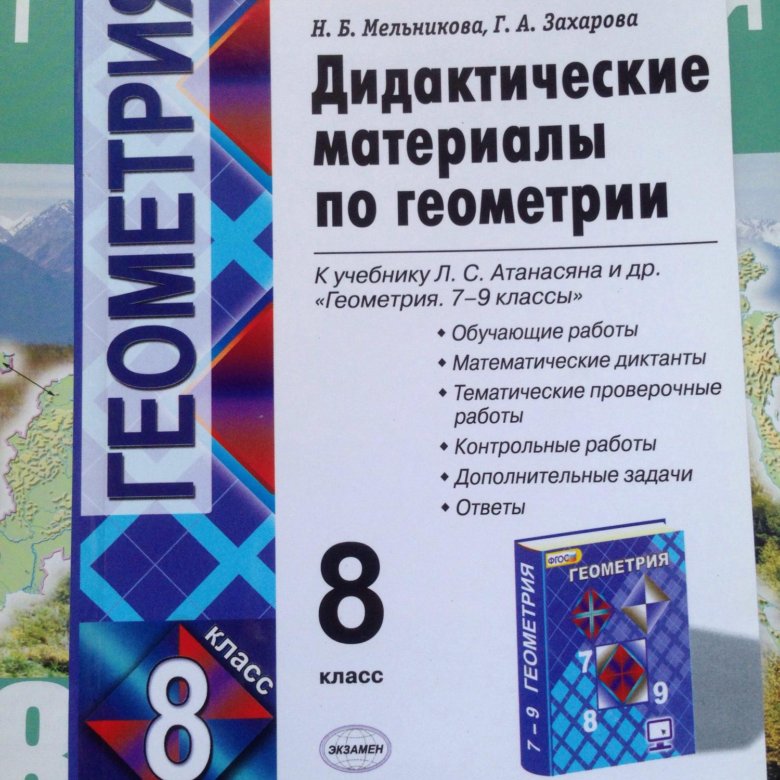 Н. Б. Мельникова, Г. А. Захарова
Дидактические
материалы
по геометрии
К учебнику Л. С. Атанасяна и др.
«Геометрия. 7–9 классы»
• Обучающие работы
• Математические диктанты
• Тематические проверочные
работы
• Контрольные работы
• Дополнительные задачи
• Ответы
8
класс
ЭКЗАМЕН
ГЕОМЕТРИЯ
8
класс
ФГОС
ГЕОМЕТРИЯ
7
8
9
7 – 9 ГЕОМЕТРИЯ